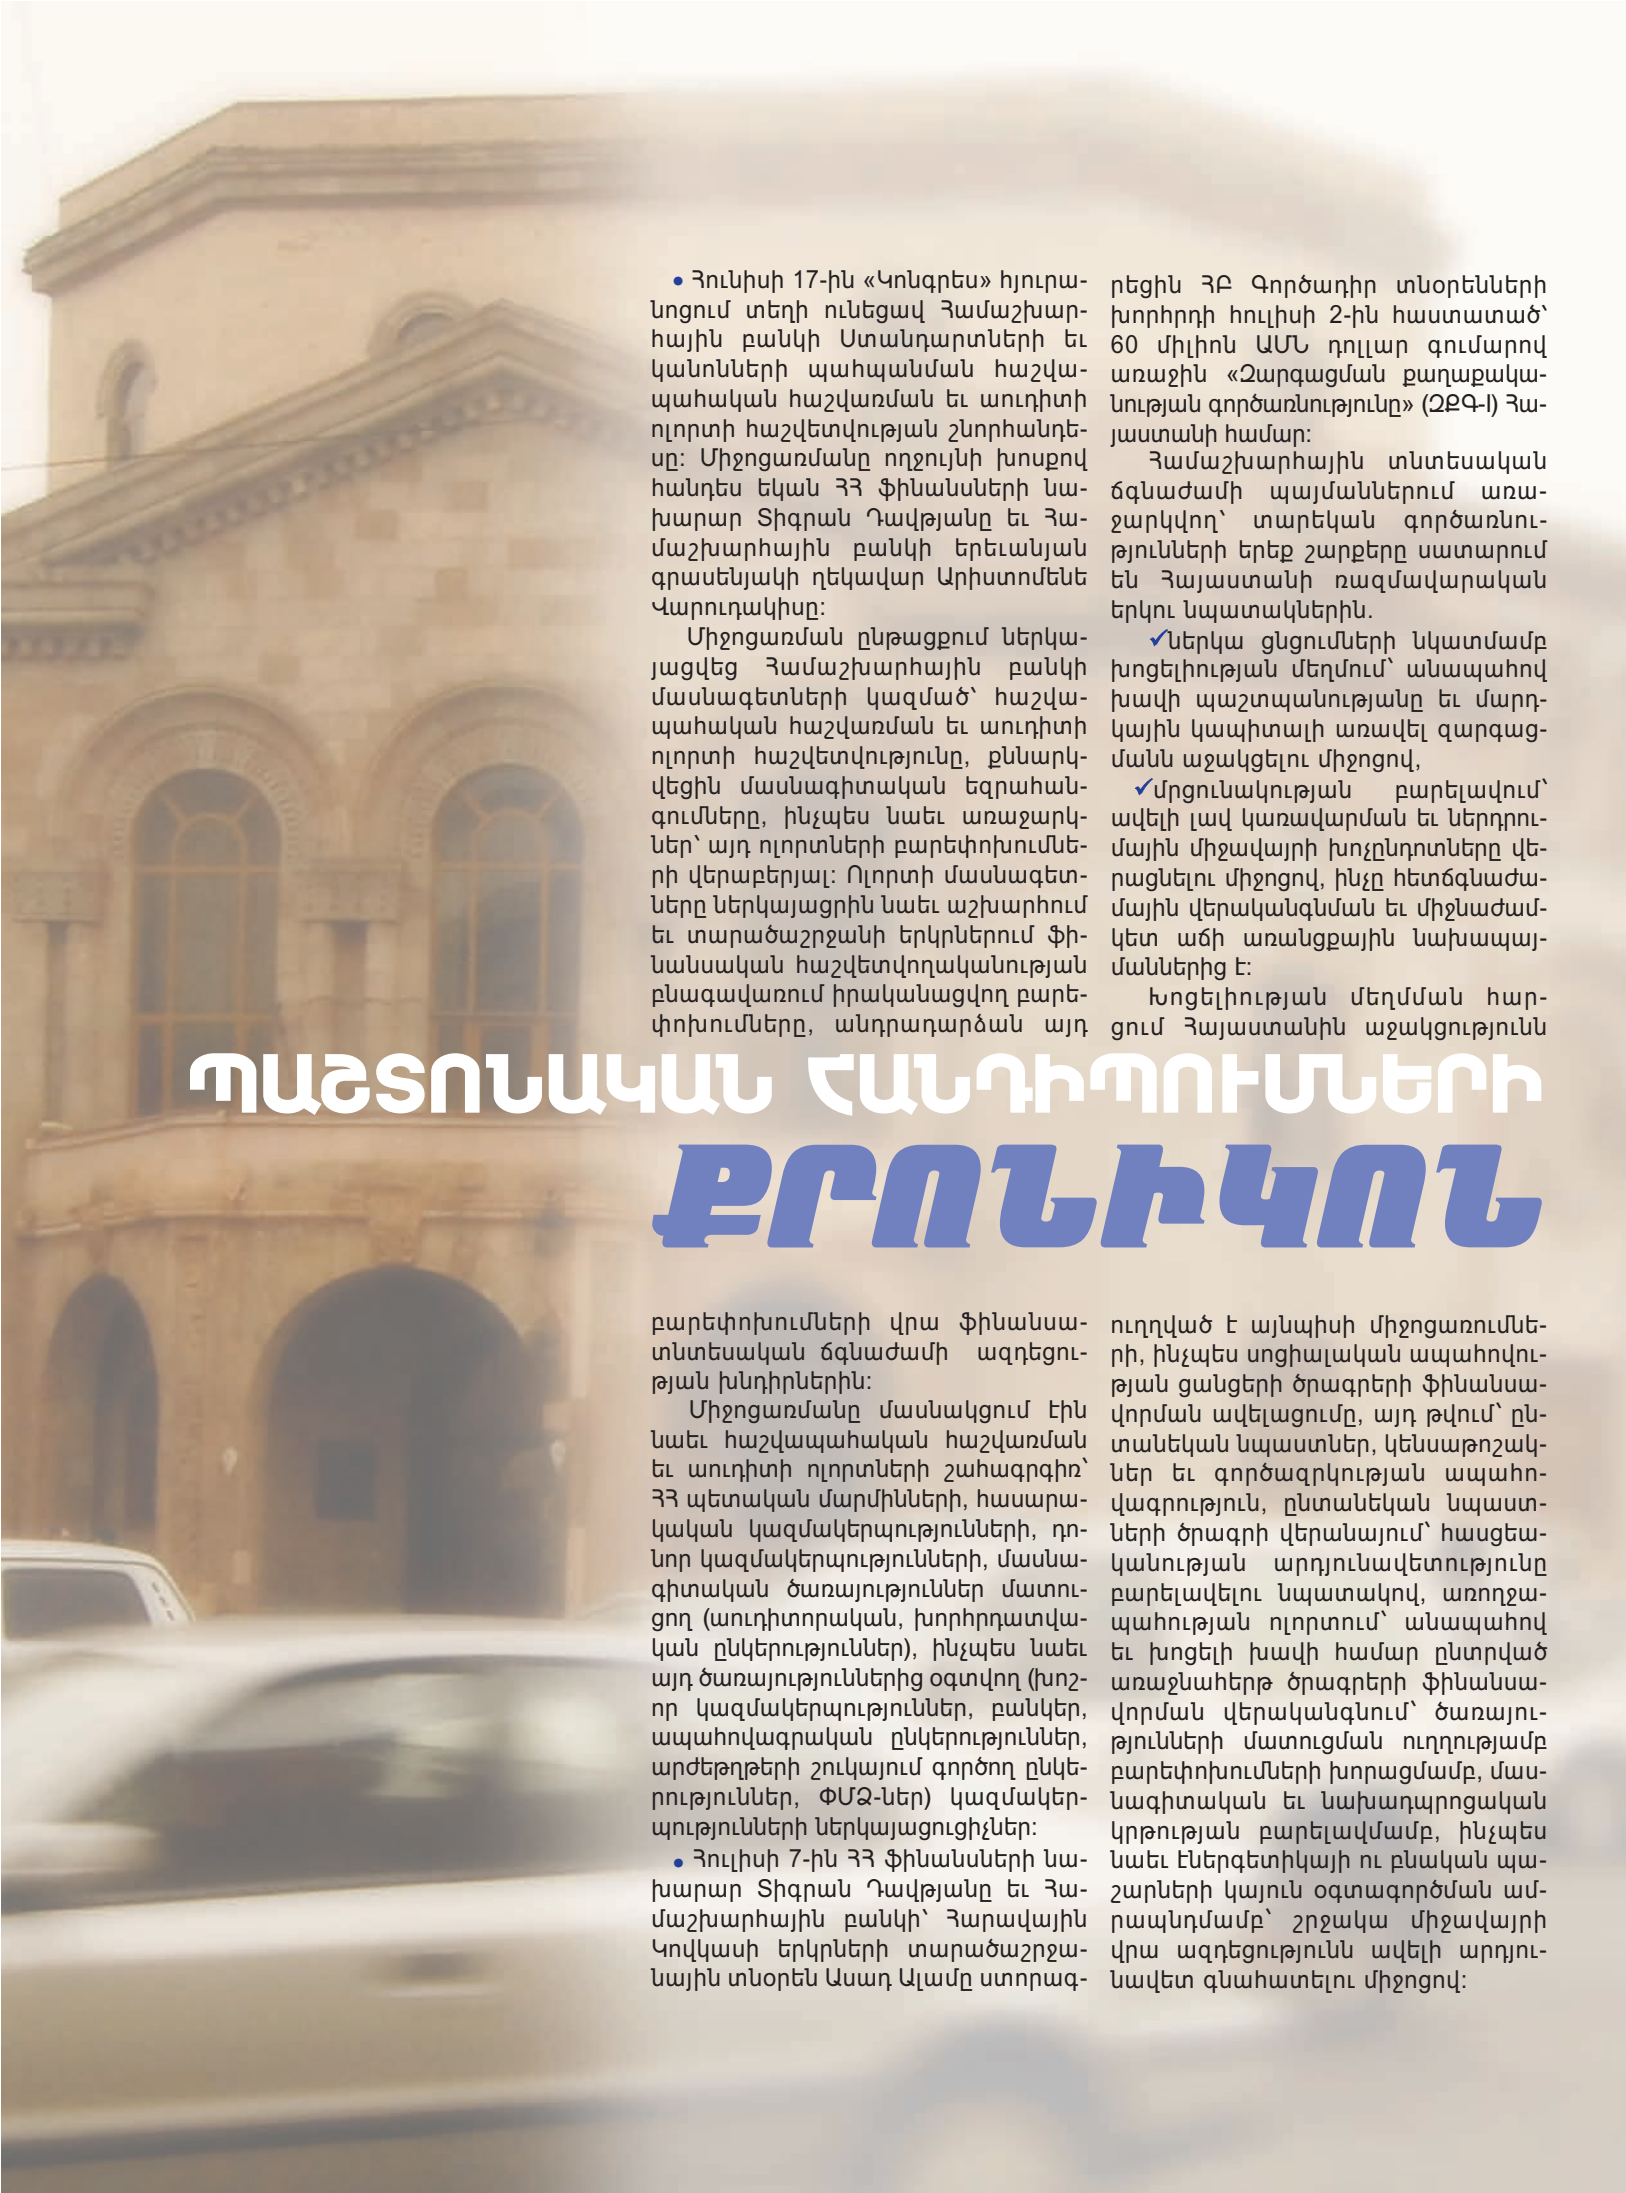 ՊԱՇՏՈՆԱԿԱՆ ՀԱՆԴԻՊՈՒՄՆԵՐԻ
ՔՐՈՆԻԿՈՆ
• Հունիսի 17-ին «Կոնգրես» հյուրա-
նոցում տեղի ունեցավ Համաշխար-
հային բանկի Ստանդարտների եւ
կանոնների պահպանման հաշվա-
պահական հաշվառման եւ աուդիտի
ոլորտի հաշվետվության շնորհանդե-
սը: Միջոցառմանը ողջույնի խոսքով
հանդես եկան ՀՀ ֆինանսների նա-
խարար Տիգրան Դավթյանը եւ Հա-
մաշխարհային բանկի երեւանյան
գրասենյակի ղեկավար Արիստոմենե
Վարուդակիսը:
Միջոցառման ընթացքում ներկա-
յացվեց Համաշխարհային բանկի
մասնագետների կազմած՝ հաշվա-
պահական հաշվառման եւ աուդիտի
ոլորտի հաշվետվությունը, քննարկ-
վեցին մասնագիտական եզրահան-
գումները, ինչպես նաեւ առաջարկ-
ներ՝ այդ ոլորտների բարեփոխումնե-
րի վերաբերյալ: Ոլորտի մասնագետ-
ները ներկայացրին նաեւ աշխարհում
եւ տարածաշրջանի երկրներում ֆի-
նանսական հաշվետվողականության
բնագավառում իրականացվող բարե-
փոխումները, անդրադարձան այդ
բարեփոխումների վրա ֆինանսա-
տնտեսական ճգնաժամի ազդեցու-
թյան խնդիրներին:
Միջոցառմանը մասնակցում էին
նաեւ հաշվապահական հաշվառման
եւ աուդիտի ոլորտների շահագրգիռ՝
ՀՀ պետական մարմինների, հասարա-
կական կազմակերպությունների, դո-
նոր կազմակերպությունների, մասնա-
գիտական ծառայություններ մատու-
ցող (աուդիտորական, խորհրդատվա-
կան ընկերություններ), ինչպես նաեւ
այդ ծառայություններից օգտվող (խոշ-
որ կազմակերպություններ, բանկեր,
ապահովագրական ընկերություններ,
արժեթղթերի շուկայում գործող ընկե-
րություններ, ՓՄՁ-ներ) կազմակեր-
պությունների ներկայացուցիչներ:
• Հուլիսի 7-ին ՀՀ ֆինանսների նա-
խարար Տիգրան Դավթյանը եւ Հա-
մաշխարհային բանկի՝ Հարավային
Կովկասի երկրների տարածաշրջա-
նային տնօրեն Ասադ Ալամը ստորագ-
րեցին ՀԲ Գործադիր տնօրենների
խորհրդի հուլիսի 2-ին հաստատած՝
60 միլիոն ԱՄՆ դոլլար գումարով
առաջին «Զարգացման քաղաքակա-
նության գործառնությունը» (ԶՔԳ-I) Հա-
յաստանի համար:
Համաշխարհային տնտեսական
ճգնաժամի պայմաններում առա-
ջարկվող՝ տարեկան գործառնու-
թյունների երեք շարքերը սատարում
են Հայաստանի ռազմավարական
երկու նպատակներին.
✓ներկա ցնցումների նկատմամբ
խոցելիության մեղմում՝ անապահով
խավի պաշտպանությանը եւ մարդ-
կային կապիտալի առավել զարգաց-
մանն աջակցելու միջոցով,
✓մրցունակության բարելավում՝
ավելի լավ կառավարման եւ ներդրու-
մային միջավայրի խոչընդոտները վե-
րացնելու միջոցով, ինչը հետճգնաժա-
մային վերականգնման եւ միջնաժամ-
կետ աճի առանցքային նախապայ-
մաններից է:
Խոցելիության մեղմման հար-
ցում Հայաստանին աջակցությունն
ուղղված է այնպիսի միջոցառումնե-
րի, ինչպես սոցիալական ապահովու-
թյան ցանցերի ծրագրերի ֆինանսա-
վորման ավելացումը, այդ թվում՝ ըն-
տանեկան նպաստներ, կենսաթոշակ-
ներ եւ գործազրկության ապահո-
վագրություն, ընտանեկան նպաստ-
ների ծրագրի վերանայում՝ հասցեա-
կանության արդյունավետությունը
բարելավելու նպատակով, առողջա-
պահության ոլորտում՝ անապահով
եւ խոցելի խավի համար ընտրված
առաջնահերթ ծրագրերի ֆինանսա-
վորման վերականգնում՝ ծառայու-
թյունների մատուցման ուղղությամբ
բարեփոխումների խորացմամբ, մաս-
նագիտական եւ նախադպրոցական
կրթության բարելավմամբ, ինչպես
նաեւ էներգետիկայի ու բնական պա-
շարների կայուն օգտագործման ամ-
րապնդմամբ՝ շրջակա միջավայրի
վրա ազդեցությունն ավելի արդյու-
նավետ գնահատելու միջոցով: